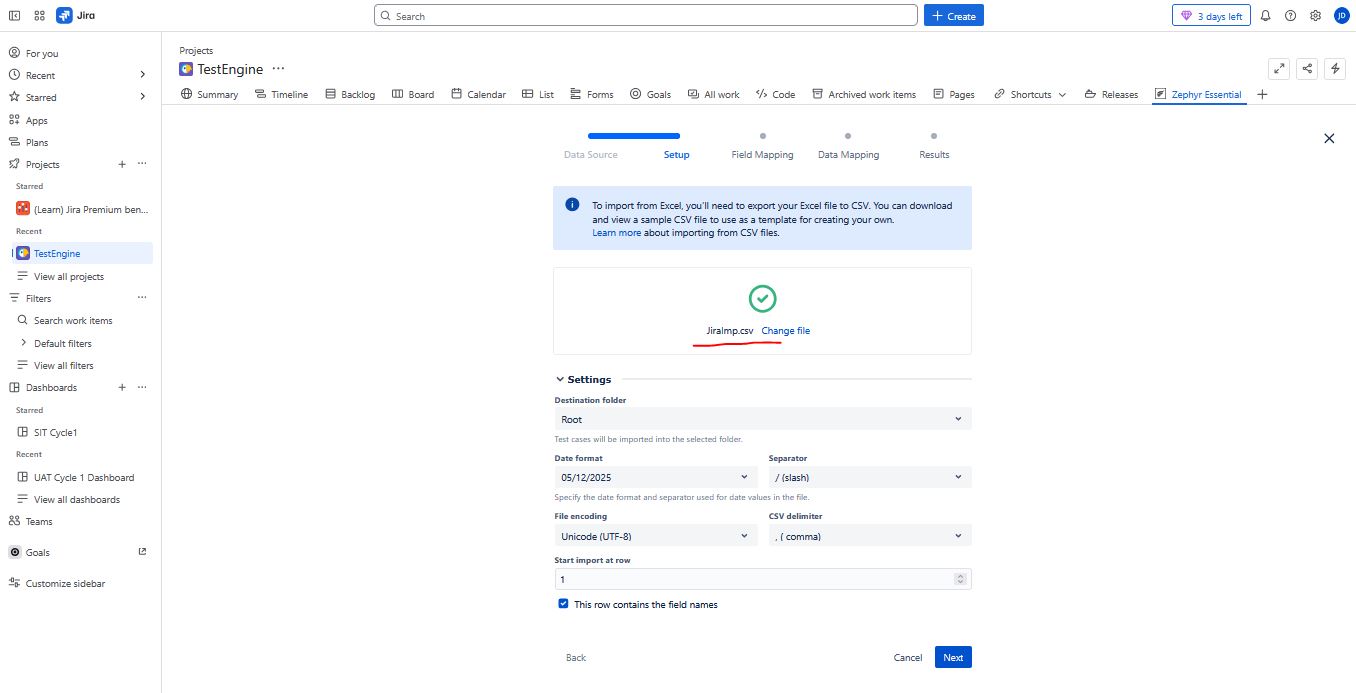 Jira
Search
Create
3 days left
JD
For you
Recent
Starred
Apps
Plans
Projects
Starred
(Learn) Jira Premium ben...
Recent
TestEngine
View all projects
Filters
Search work items
Default filters
View all filters
Dashboards
Starred
SIT Cycle1
Recent
UAT Cycle 1 Dashboard
View all dashboards
Teams
Goals
Customize sidebar
Projects
TestEngine
Summary Timeline Backlog Board Calendar List Forms Goals All work Code Archived work items Pages Shortcuts Releases Zephyr Essential
Data Source Setup Field Mapping Data Mapping Results
To import from Excel, you'll need to export your Excel file to CSV. You can download
and view a sample CSV file to use as a template for creating your own.
Learn more about importing from CSV files.
JiraImp.csv Change file
Settings
Destination folder
Root
Test cases will be imported into the selected folder.
Date format Separator
05/12/2025 / (slash)
Specify the date format and separator used for date values in the file.
File encoding CSV delimiter
Unicode (UTF-8) , ( comma)
Start import at row
1
This row contains the field names
Back Cancel Next